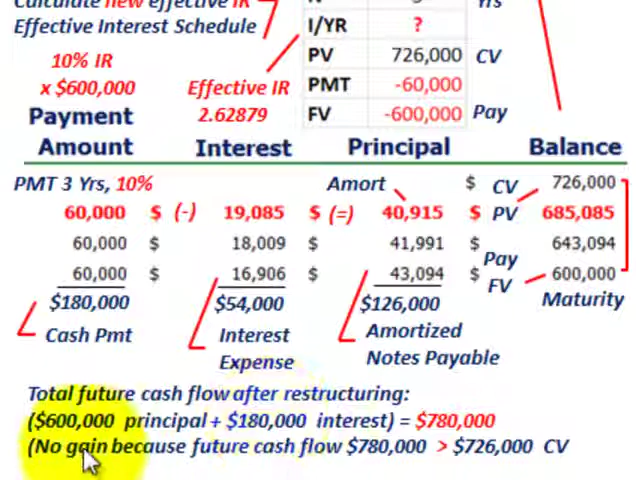 Calculate new effective IR
Effective Interest Schedule
10% IR
x $600,000
Effective IR
2.62879
Yrs
I/YR ?
PV 726,000 CV
PMT -60,000
FV -600,000 Pay
Payment
Amount Interest Principal Balance
PMT 3 Yrs, 10% Amort $ CV 726,000
60,000 $ (-) 19,085 $ (=) 40,915 $ PV 685,085
60,000 $ 18,009 $ 41,991 643,094
Pay
60,000 $ 16,906 $ 43,094 $ 600,000
FV
$180,000 $54,000 $126,000 Maturity
Cash Pmt Interest Amortized
Expense Notes Payable
Total future cash flow after restructuring:
($600,000 principal + $180,000 interest) = $780,000
(No gain because future cash flow $780,000 > $726,000 CV